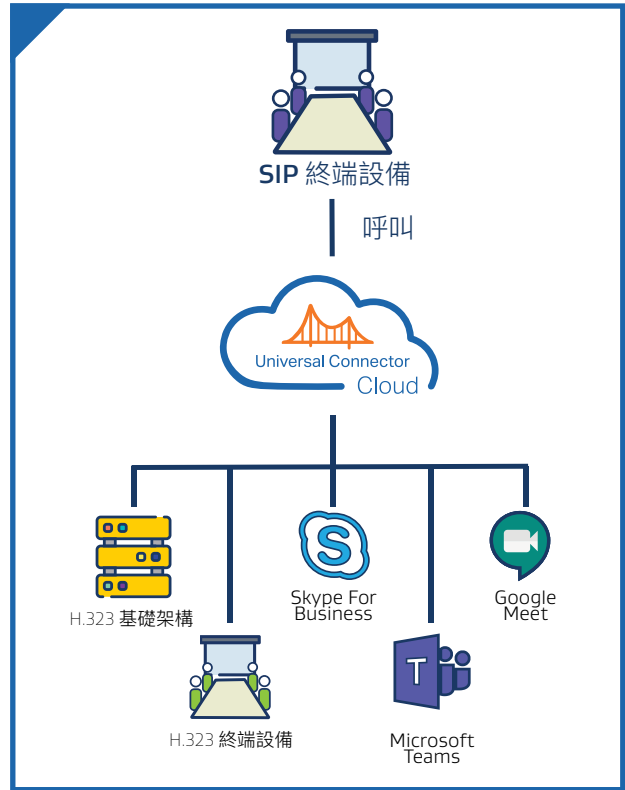 SIP 終端設備
呼叫
Universal Connector
Cloud
H.323 基礎架構
Skype For
Business
Google
Meet
H.323 終端設備
Microsoft
Teams